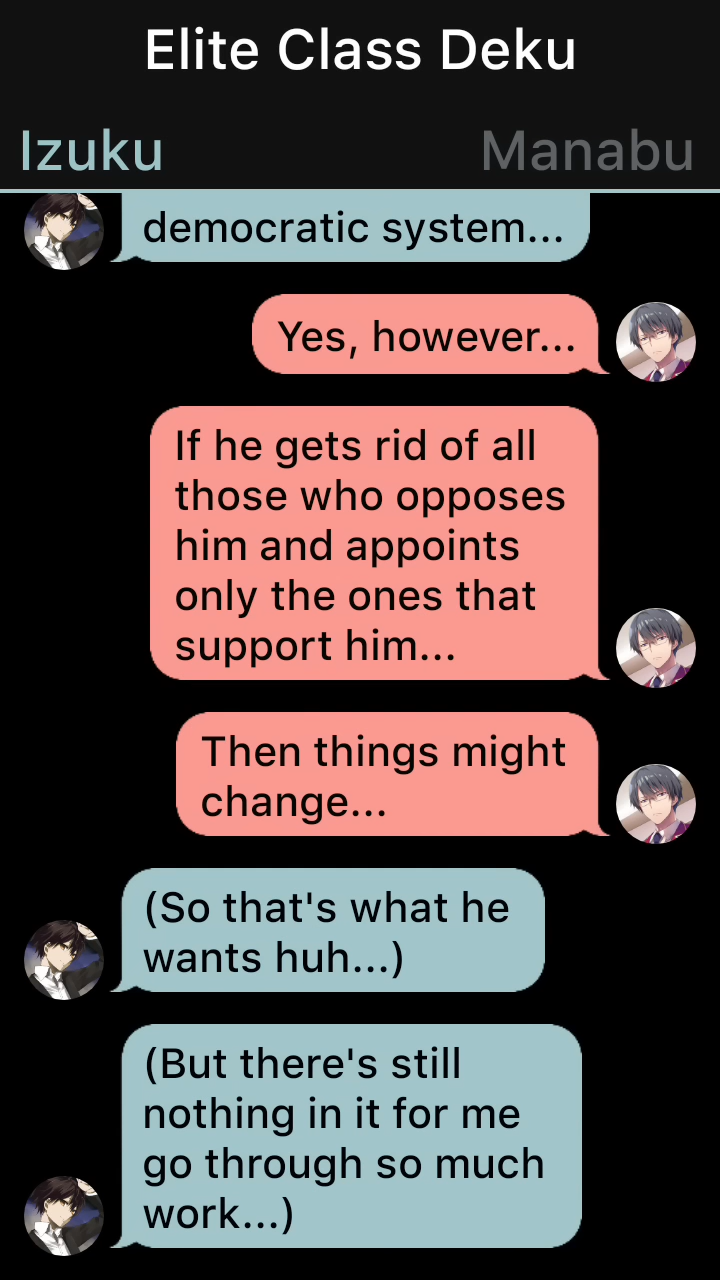 Elite Class Deku
Izuku
Manabu
democratic system...
Yes, however...
If he gets rid of all
those who opposes
him and appoints
only the ones that
support him...
Then things might
change...
(So that's what he
wants huh...)
(But there's still
nothing in it for me
go through so much
work...)